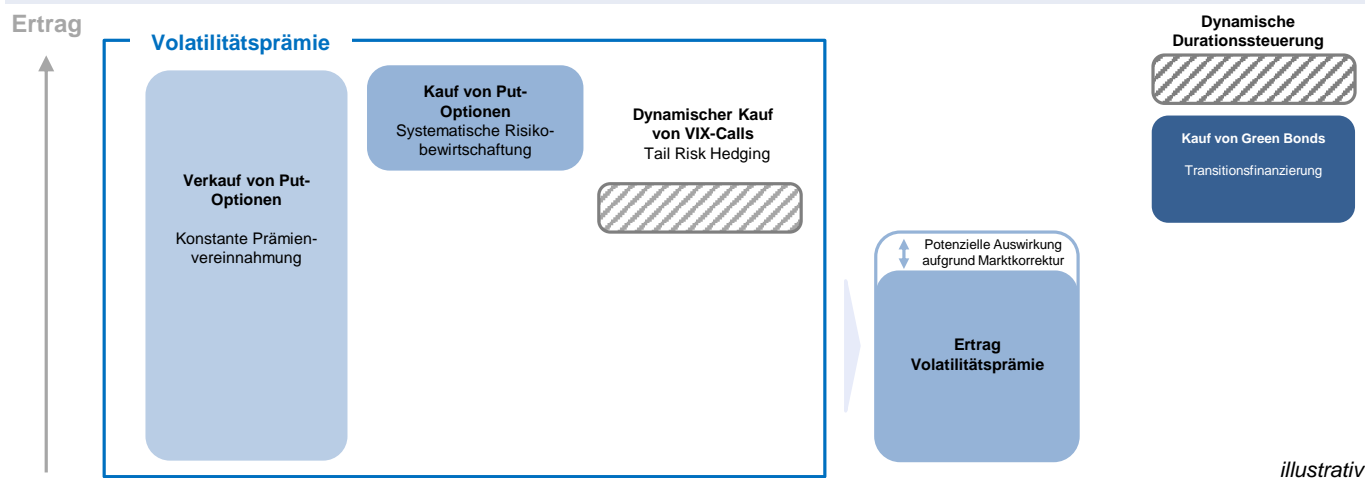 Ertrag
Volatilitätsprämie
Verkauf von Put-
Optionen
Konstante Prämien-
vereinnahmung
Kauf von Put-
Optionen
Systematische Risiko-
bewirtschaftung
Dynamischer Kauf
von VIX-Calls
Tail Risk Hedging
Potenzielle Auswirkung
aufgrund Marktkorrektur
Ertrag
Volatilitätsprämie
Dynamische
Durationssteuerung
Kauf von Green Bonds
Transitionsfinanzierung
illustrativ